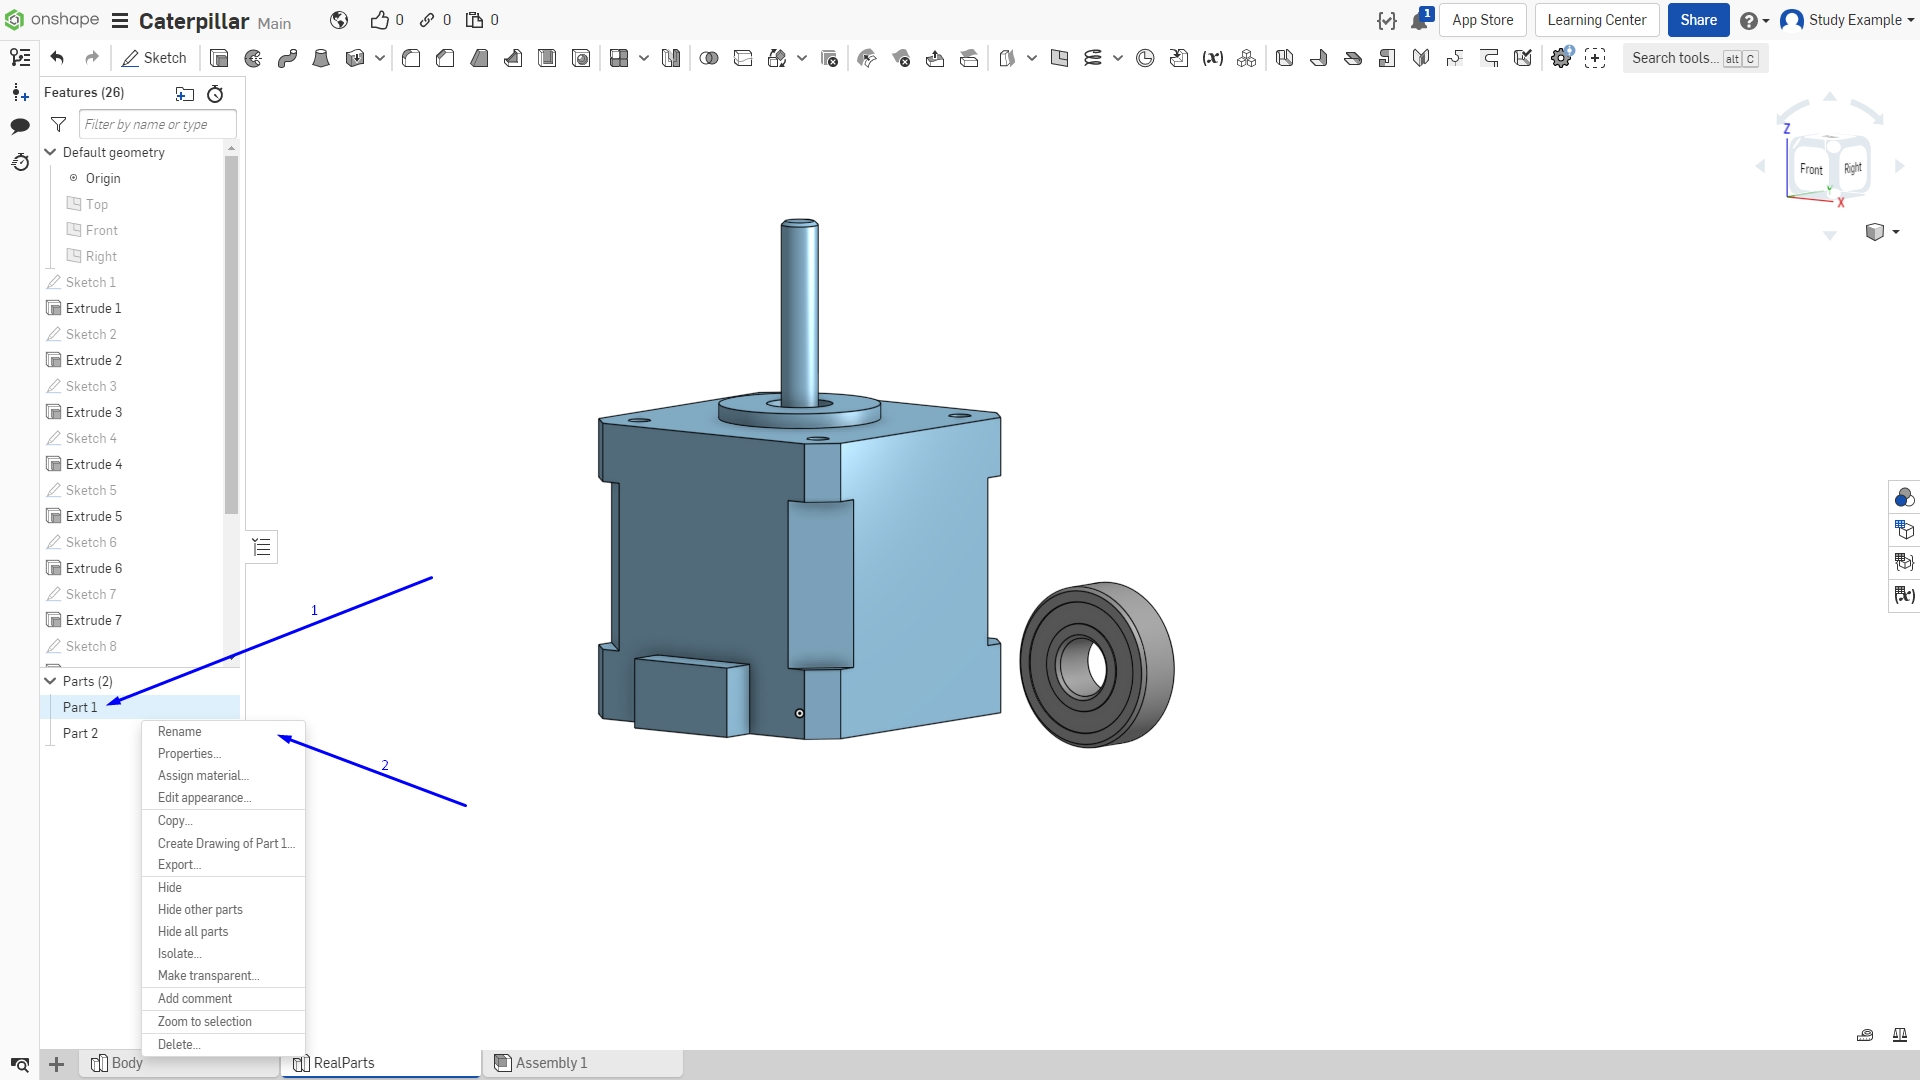 onshape Caterpillar Main 0 0 0 1 App Store Learning Center Share Study Example
Sketch Search tools... alt C
Features (26)
Filter by name or type
Default geometry
Origin
Top
Front
Right
Sketch 1
Extrude 1
Sketch 2
Extrude 2
Sketch 3
Extrude 3
Sketch 4
Extrude 4
Sketch 5
Extrude 5
Sketch 6
Extrude 6
Sketch 7
Extrude 7
Sketch 8
Parts (2)
Part 1
Part 2
1
2
Rename
Properties...
Assign material...
Edit appearance...
Copy...
Create Drawing of Part 1...
Export...
Hide
Hide other parts
Hide all parts
Isolate...
Make transparent...
Add comment
Zoom to selection
Delete...
Z
Front Right
Y
X
Body RealParts Assembly 1